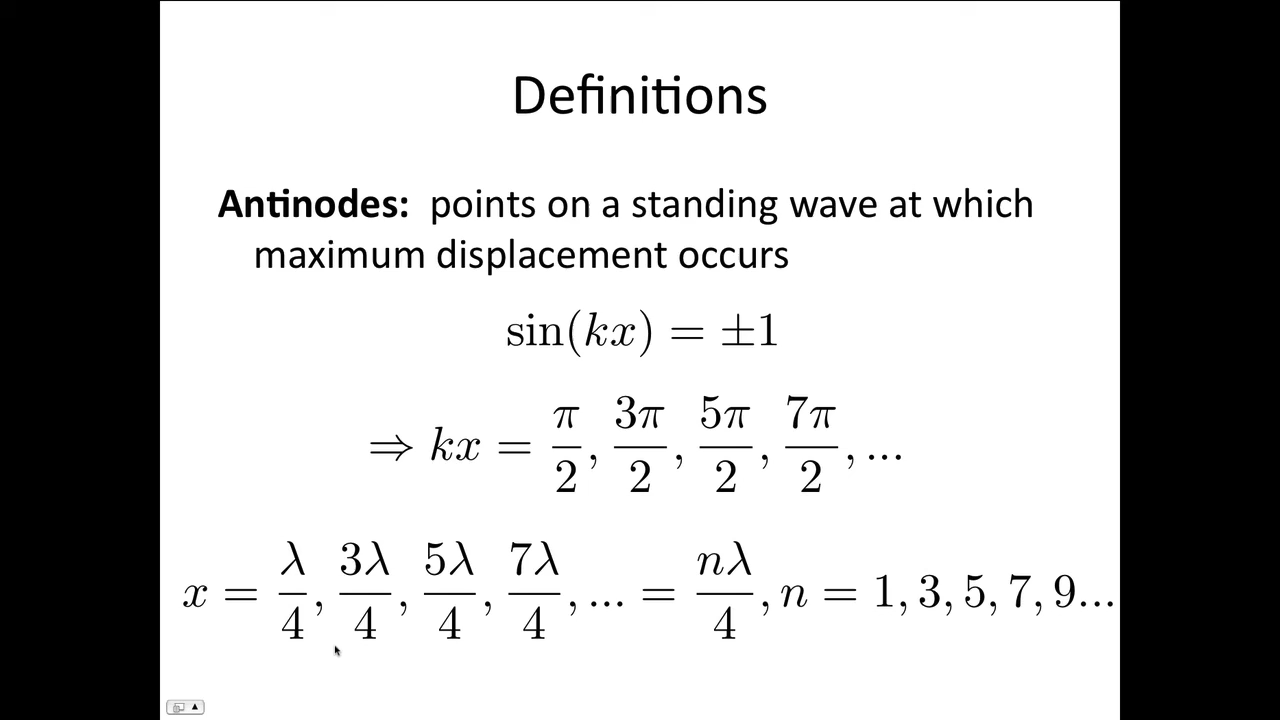 Definitions
Antinodes: points on a standing wave at which
maximum displacement occurs
sin(kx) = ±1
⇒ kx = π/2, 3π/2, 5π/2, 7π/2, ...
x = λ/4, 3λ/4, 5λ/4, 7λ/4, ... = nλ/4, n = 1, 3, 5, 7, 9...